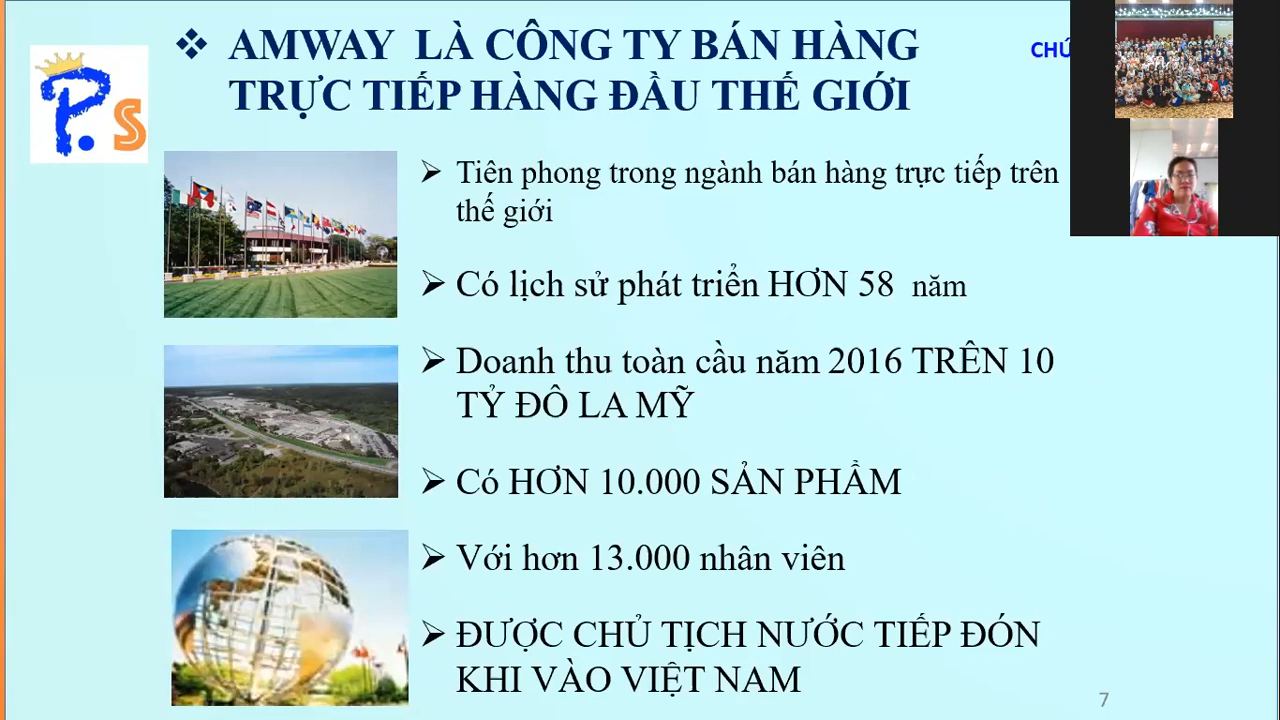 ❖ AMWAY LÀ CÔNG TY BÁN HÀNG
TRỰC TIẾP HÀNG ĐẦU THẾ GIỚI
CHÚ
P.s
➢ Tiên phong trong ngành bán hàng trực tiếp trên
thế giới
➢ Có lịch sử phát triển HƠN 58 năm
➢ Doanh thu toàn cầu năm 2016 TRÊN 10
TỶ ĐÔ LA MỸ
➢ Có HƠN 10.000 SẢN PHẨM
➢ Với hơn 13.000 nhân viên
➢ ĐƯỢC CHỦ TỊCH NƯỚC TIẾP ĐÓN
KHI VÀO VIỆT NAM
7